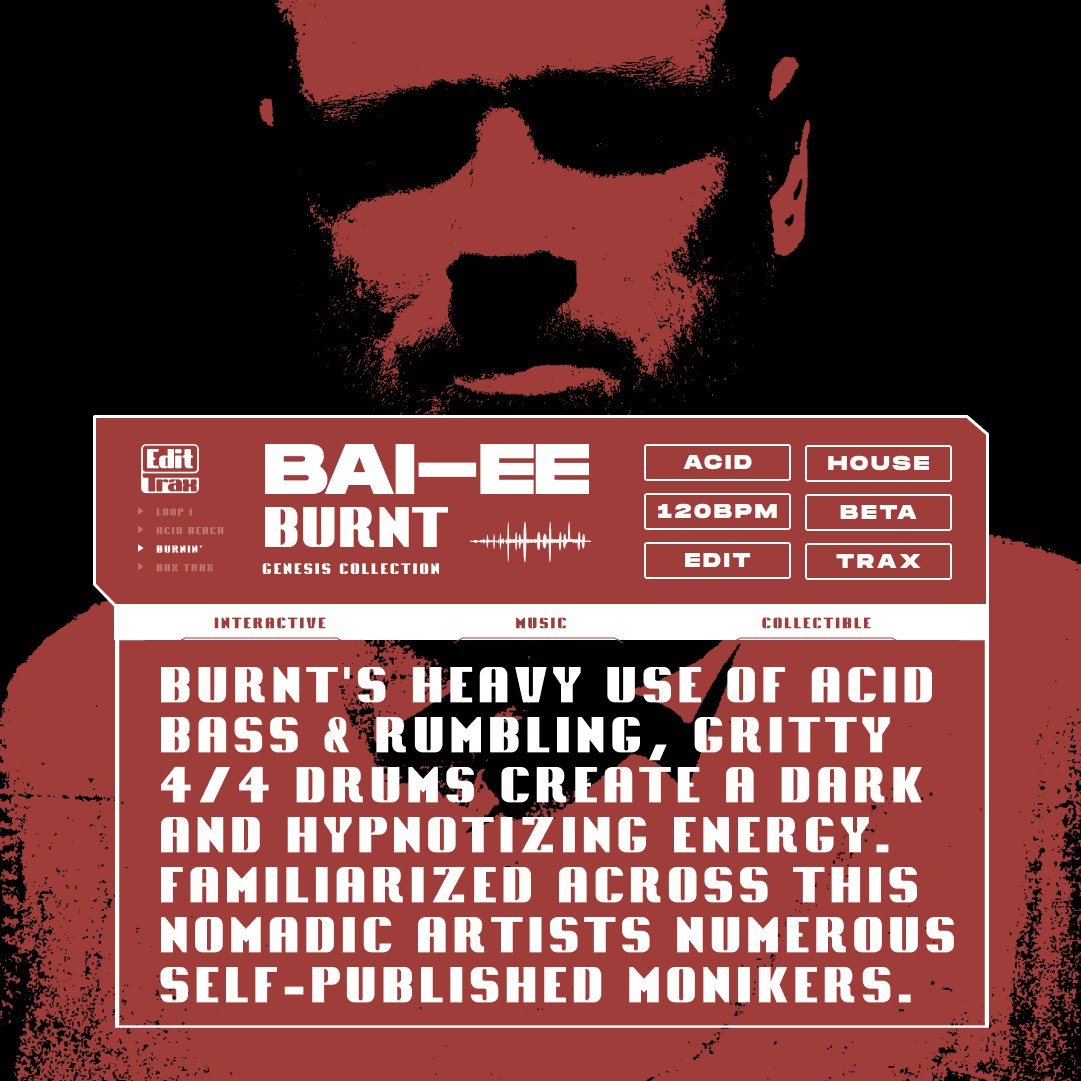 Edit
Trax
LOOP 1
ACID BEACH
BURNIN'
BOX TRAX
BAI—EE
BURNT
GENESIS COLLECTION
ACID
HOUSE
120BPM
BETA
EDIT
TRAX
INTERACTIVE
MUSIC
COLLECTIBLE
BURNT'S HEAVY USE OF ACID
BASS & RUMBLING, GRITTY
4/4 DRUMS CREATE A DARK
AND HYPNOTIZING ENERGY.
FAMILIARIZED ACROSS THIS
NOMADIC ARTISTS NUMEROUS
SELF-PUBLISHED MONIKERS.